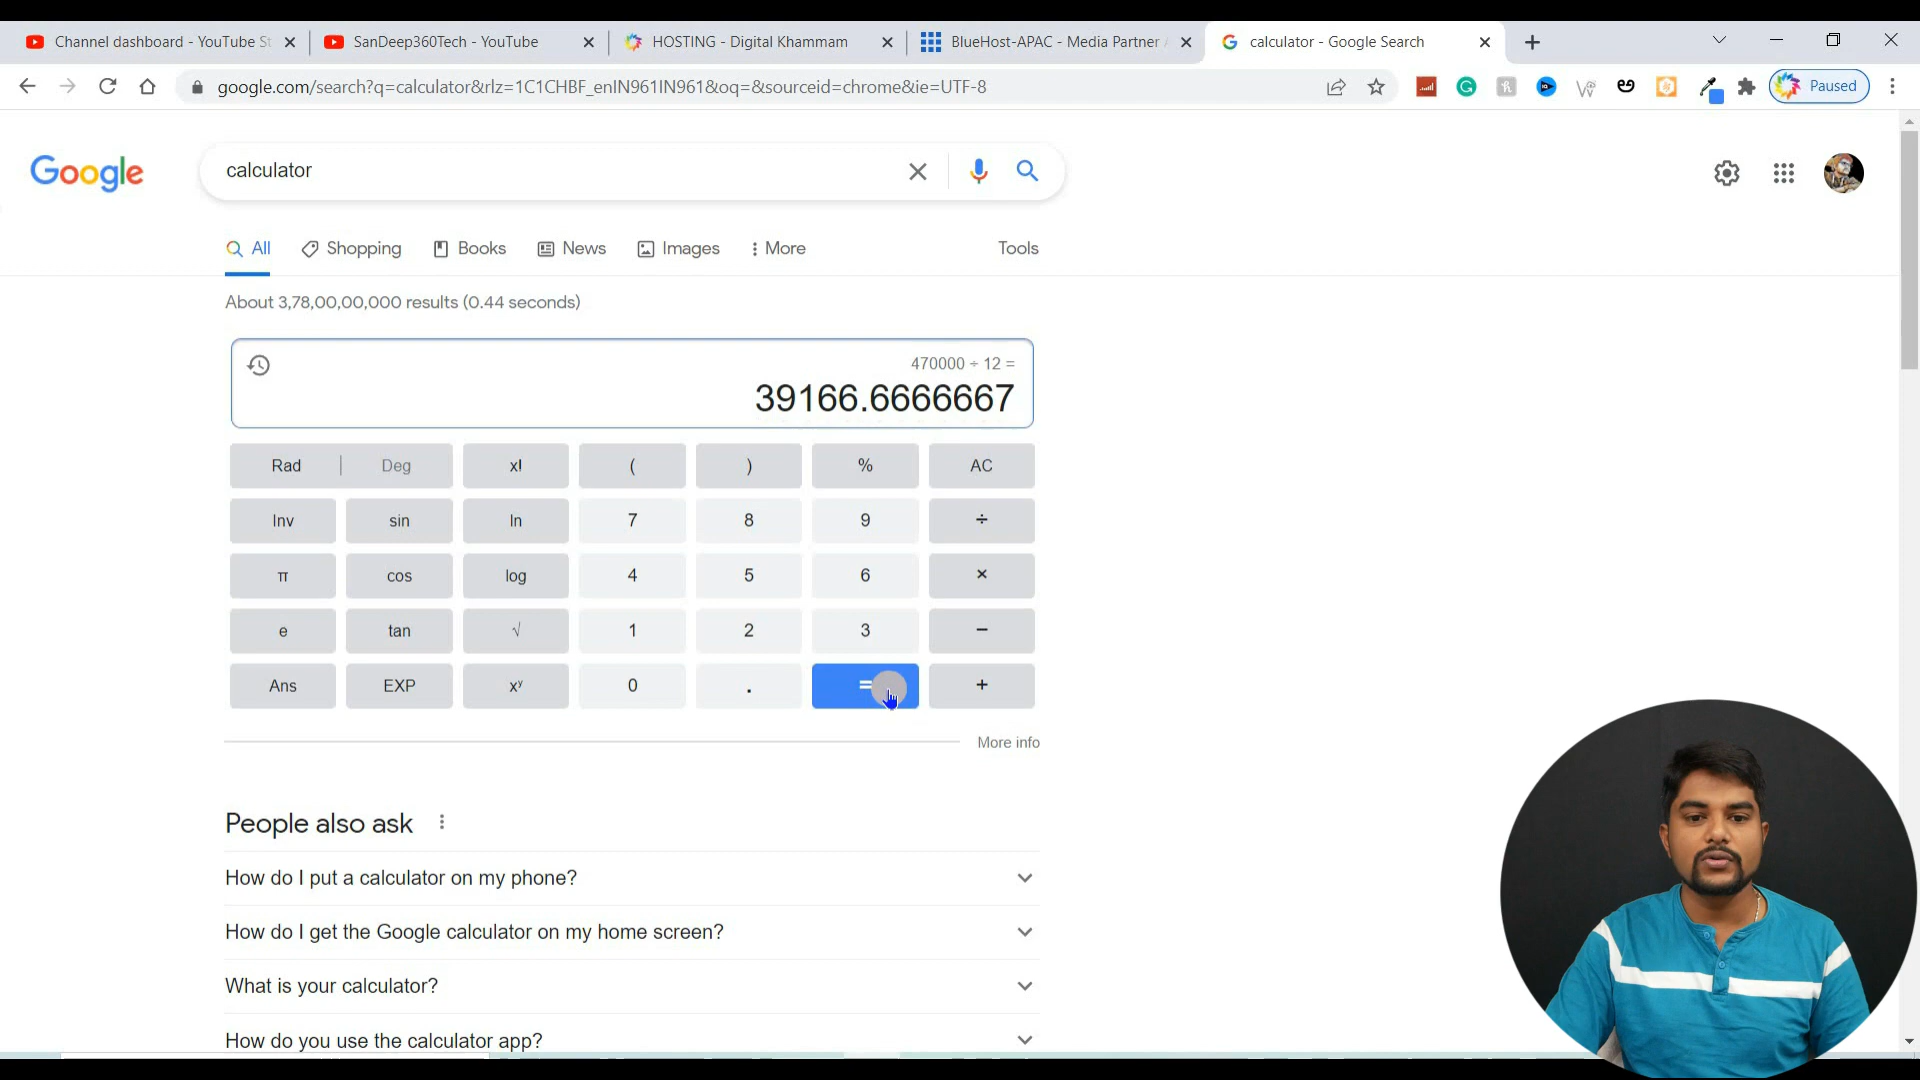 Channel dashboard - YouTube St
SanDeep360Tech - YouTube
HOSTING - Digital Khammam
BlueHost-APAC - Media Partner
calculator - Google Search
google.com/search?q=calculator&rlz=1C1CHBF_enIN961IN961&oq=&sourceid=chrome&ie=UTF-8
Paused
Google
calculator
All
Shopping
Books
News
Images
More
Tools
About 3,78,00,00,000 results (0.44 seconds)
470000 ÷ 12 =
39166.6666667
Rad | Deg x! ( ) % AC
Inv sin ln 7 8 9 ÷
π cos log 4 5 6 ×
e tan √ 1 2 3 −
Ans EXP xʸ 0 . = +
More info
People also ask
How do I put a calculator on my phone?
How do I get the Google calculator on my home screen?
What is your calculator?
How do you use the calculator app?